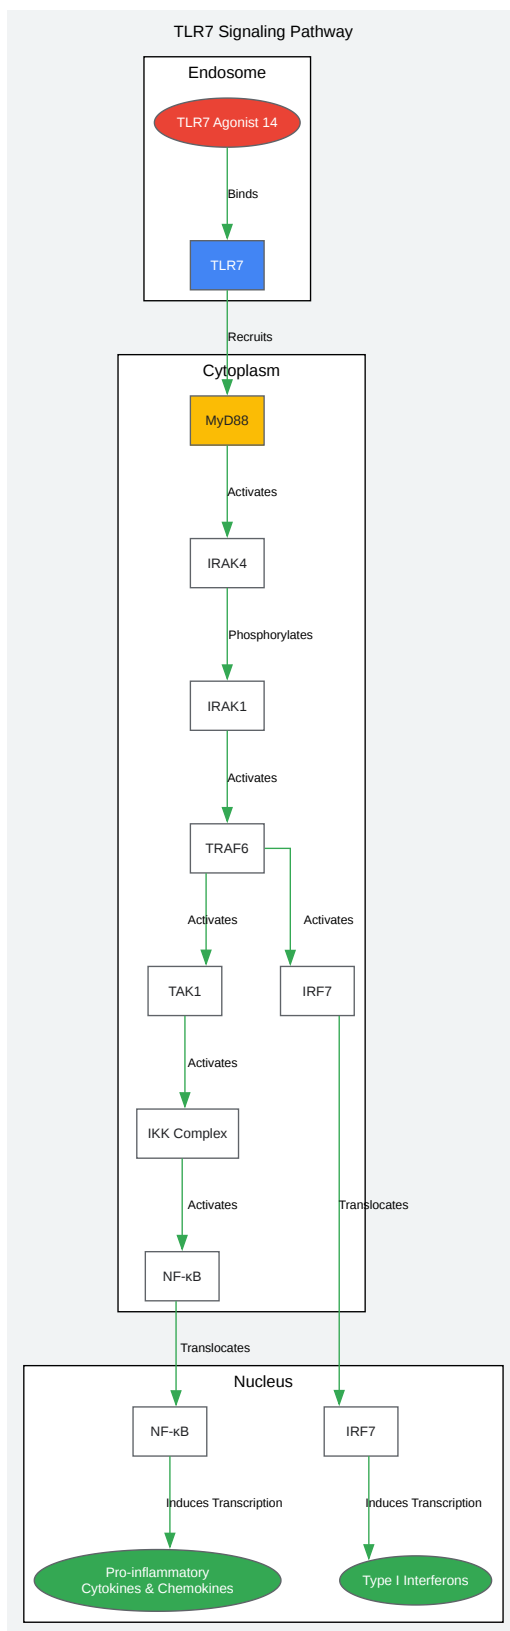 TLR7 Signaling Pathway
Endosome
TLR7 Agonist 14
Binds
TLR7
Recruits
Cytoplasm
MyD88
Activates
IRAK4
Phosphorylates
IRAK1
Activates
TRAF6
Activates
Activates
TAK1
IRF7
Activates
IKK Complex
Activates
Translocates
NF-κB
Translocates
Nucleus
NF-κB
IRF7
Induces Transcription
Induces Transcription
Pro-inflammatory
Cytokines & Chemokines
Type I Interferons